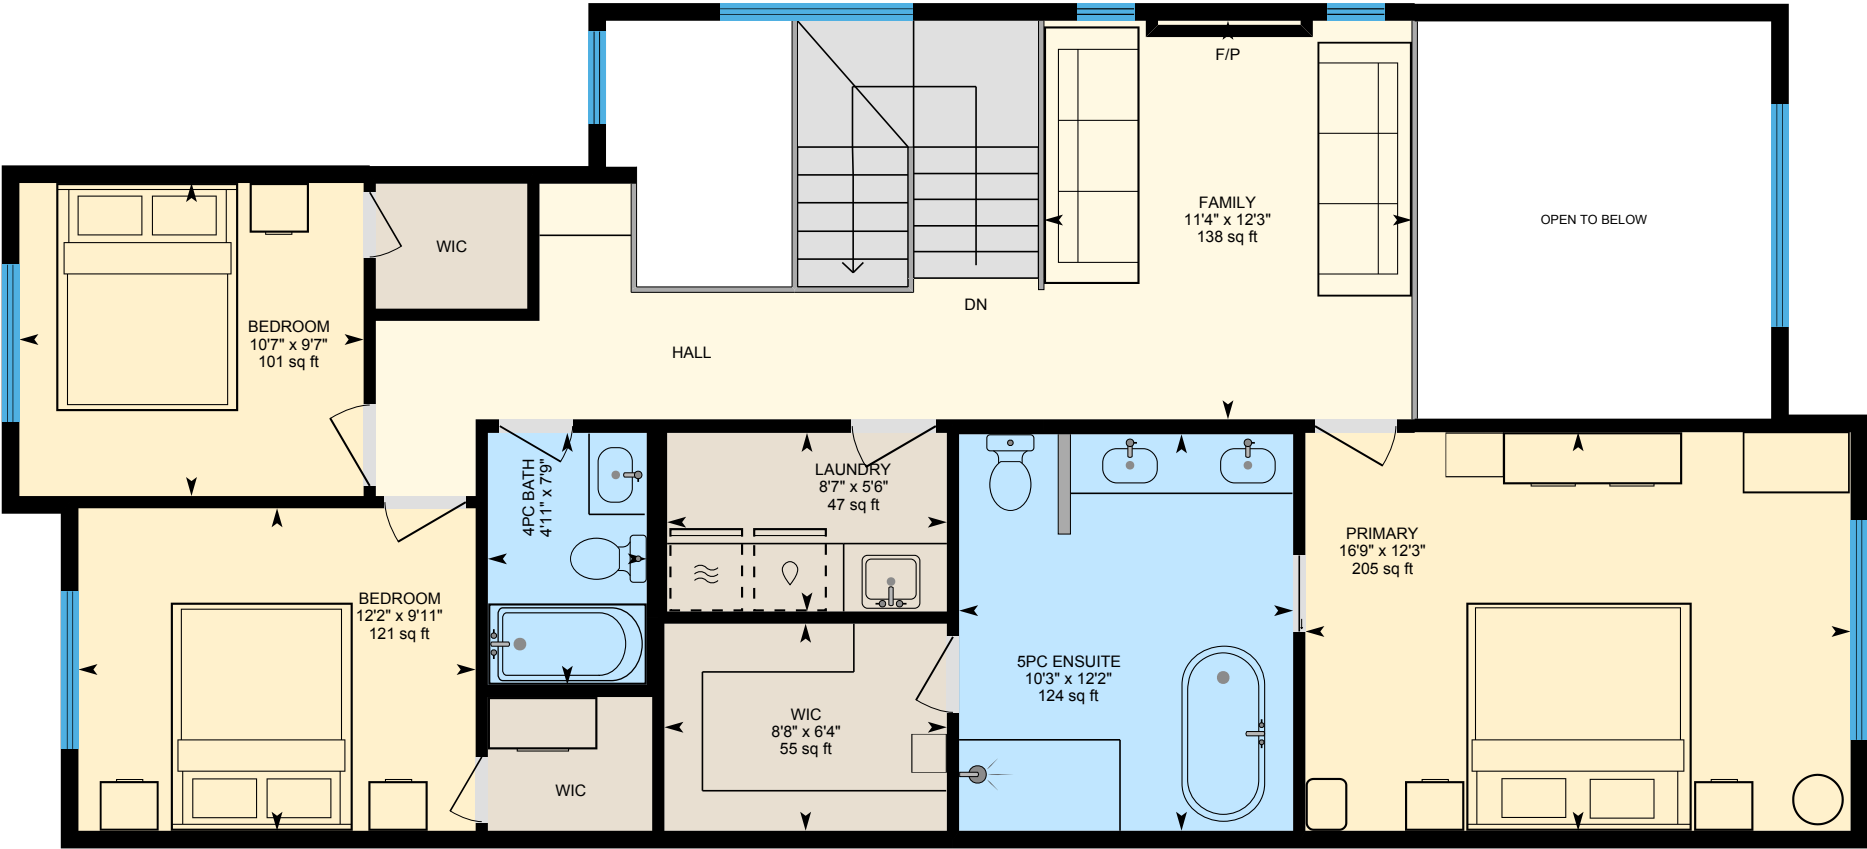 F/P
FAMILY
11'4" x 12'3"
138 sq ft
OPEN TO BELOW
WIC
BEDROOM
10'7" x 9'7"
101 sq ft
DN
HALL
4PC BATH
4'11" x 7'9"
LAUNDRY
8'7" x 5'6"
47 sq ft
PRIMARY
16'9" x 12'3"
205 sq ft
BEDROOM
12'2" x 9'11"
121 sq ft
5PC ENSUITE
10'3" x 12'2"
124 sq ft
WIC
8'8" x 6'4"
55 sq ft
WIC